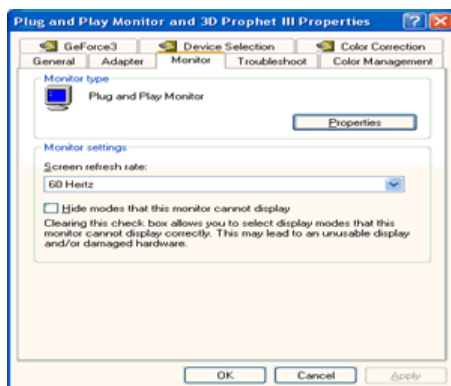 Plug and Play Monitor and 3D Prophet III Properties
GeForce3 Device Selection Color Correction
General Adapter Monitor Troubleshoot Color Management
Monitor type
Plug and Play Monitor
Properties
Monitor settings
Screen refresh rate:
60 Hertz
Hide modes that this monitor cannot display
Clearing this check box allows you to select display modes that this
monitor cannot display correctly. This may lead to an unusable display
and/or damaged hardware.
OK Cancel Apply